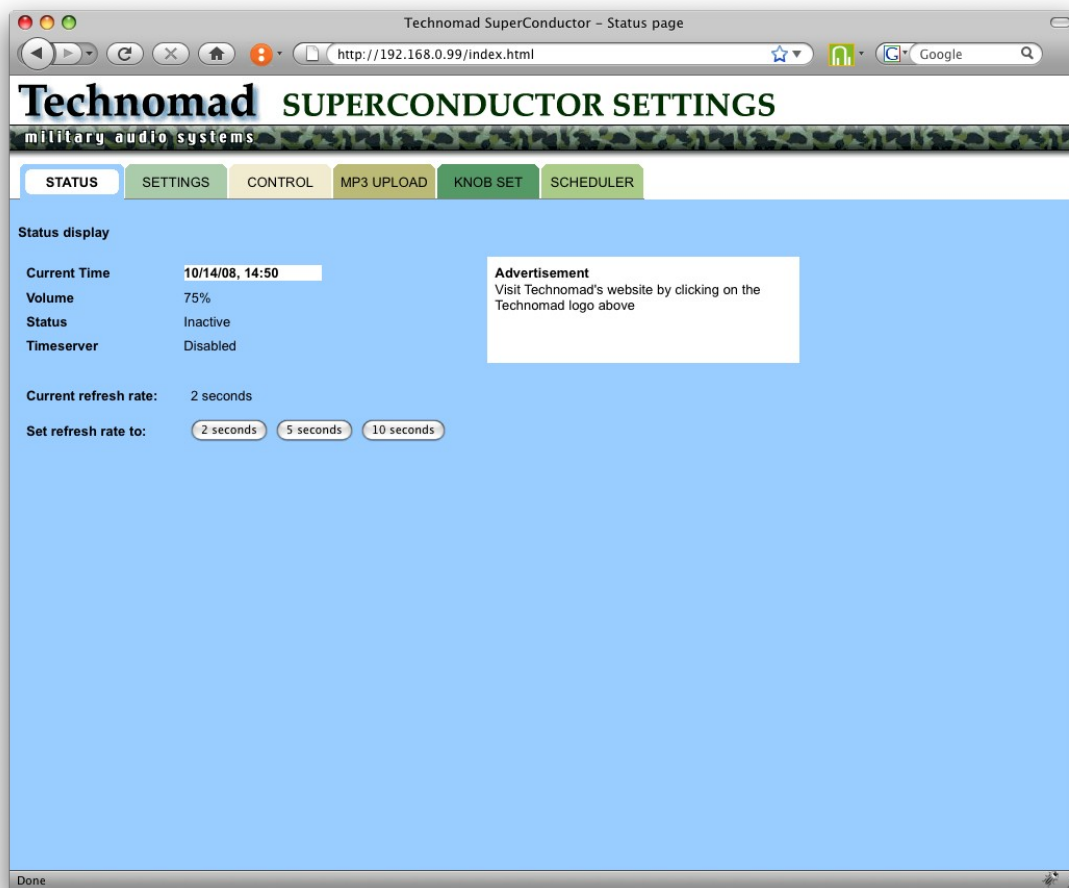 Technomad SuperConductor – Status page
http://192.168.0.99/index.html
Google
Technomad SUPERCONDUCTOR SETTINGS
military audio systems
STATUS SETTINGS CONTROL MP3 UPLOAD KNOB SET SCHEDULER
Status display
Current Time 10/14/08, 14:50
Volume 75%
Status Inactive
Timeserver Disabled
Advertisement
Visit Technomad's website by clicking on the
Technomad logo above
Current refresh rate: 2 seconds
Set refresh rate to: 2 seconds 5 seconds 10 seconds
Done